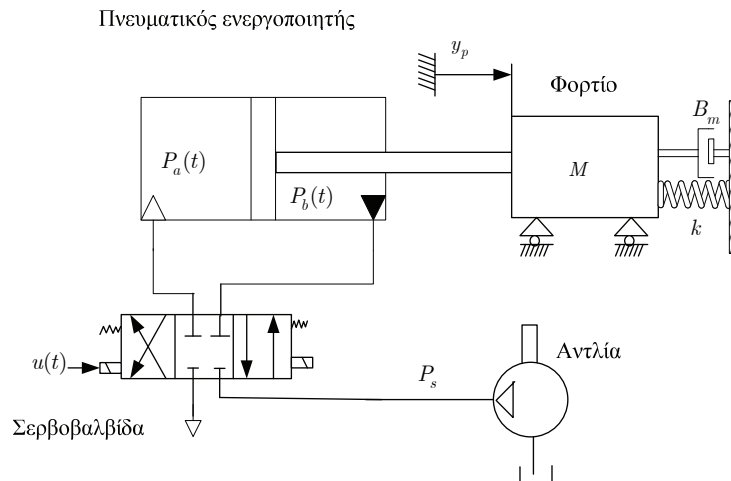 Πνευματικός ενεργοποιητής
y_p
Φορτίο
B_m
P_a(t)
M
P_b(t)
k
u(t)
P_s
Αντλία
Σερβοβαλβίδα